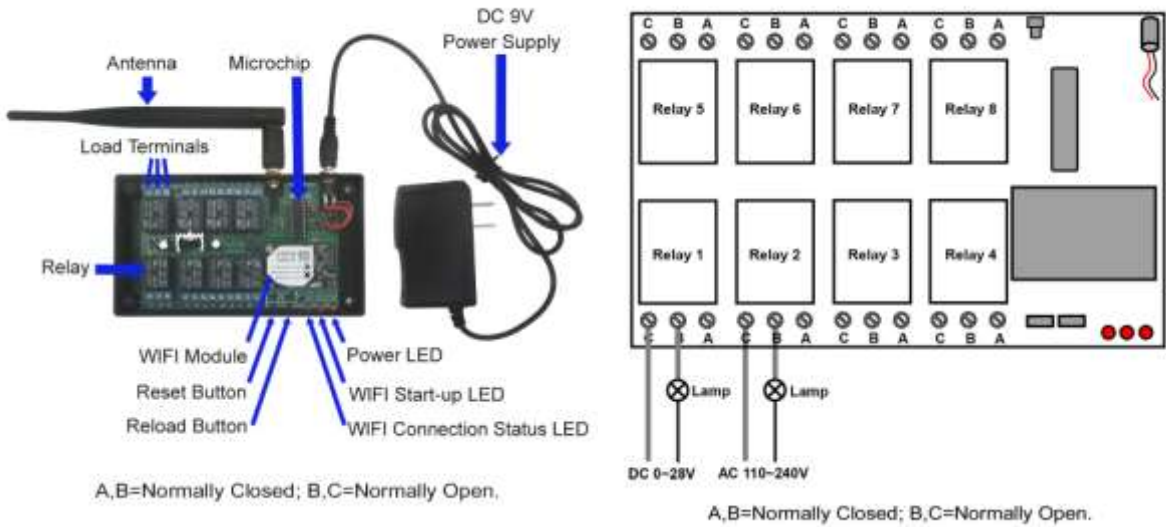 DC 9V
Power Supply
Antenna
Microchip
Load Terminals
Relay
WIFI Module
Power LED
Reset Button
WIFI Start-up LED
Reload Button
WIFI Connection Status LED
A,B=Normally Closed; B,C=Normally Open.
C B A C B A C B A C B A
Relay 5 Relay 6 Relay 7 Relay 8
Relay 1 Relay 2 Relay 3 Relay 4
C B A C B A C B A C B A
Lamp Lamp
DC 0~28V AC 110~240V
A,B=Normally Closed; B,C=Normally Open.